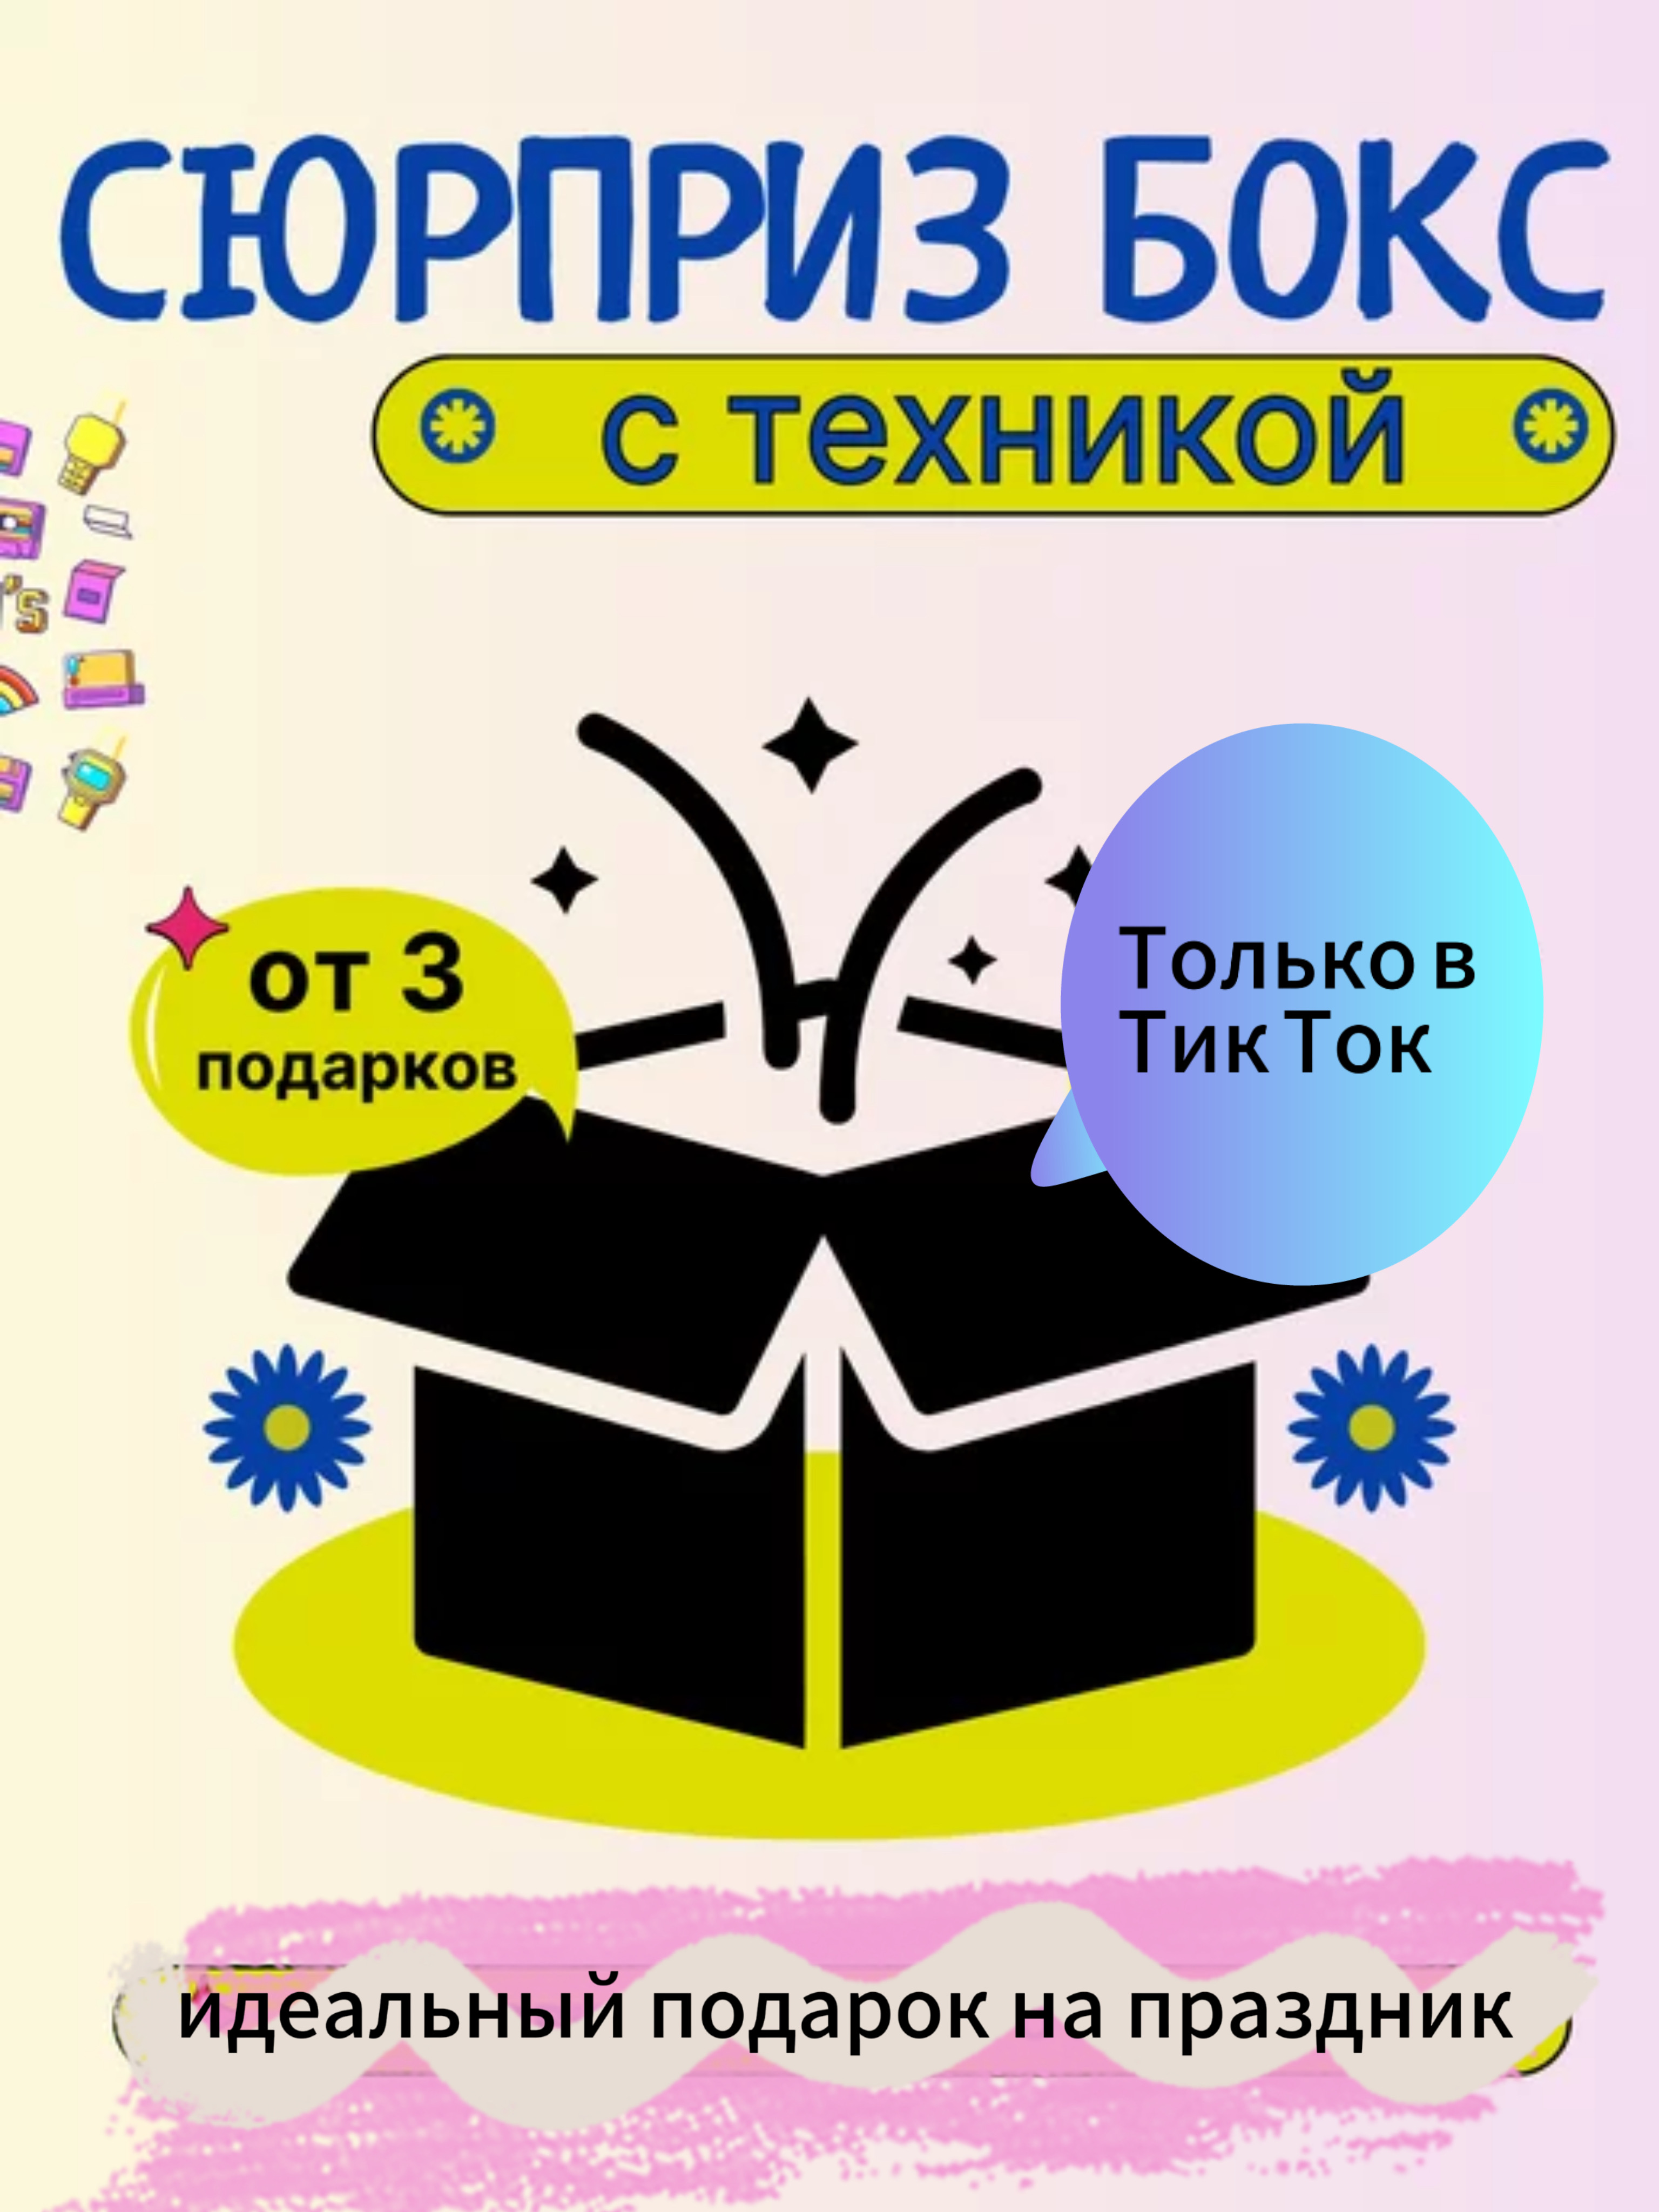 СЮРПРИЗ БОКС
с техникой
's
от 3
подарков
Только в
Тик Ток
идеальный подарок на праздник